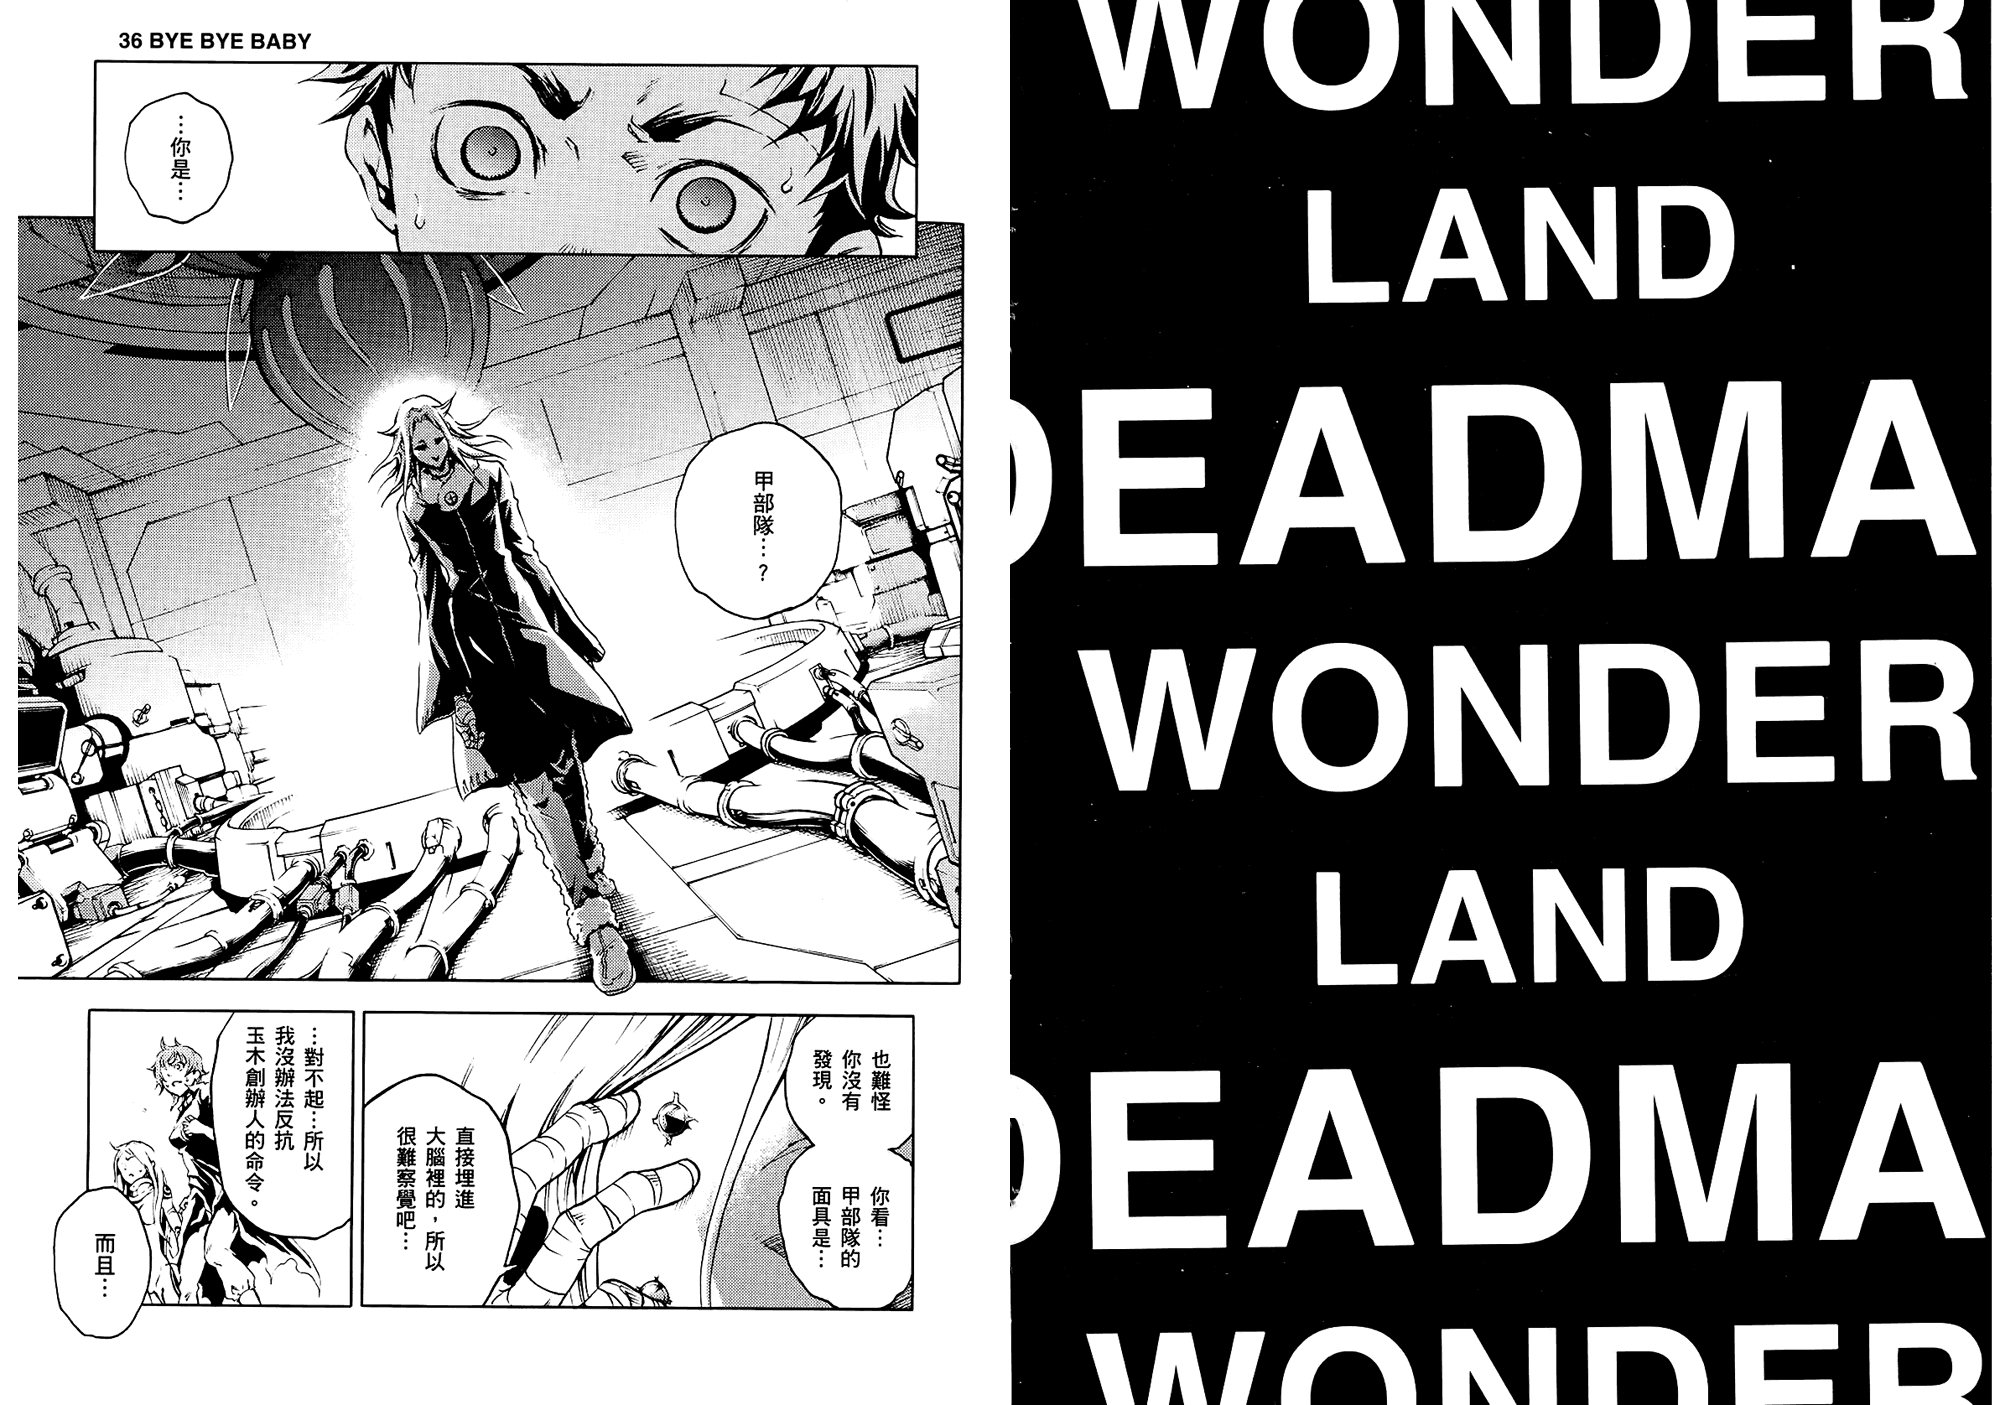 WONDER
LAND
DEADMA
WONDER
LAND
DEADMA
WONDER
36 BYE BYE BABY
…你是…
甲部隊…?
也難怪
你沒有
發現。
你看…
甲部隊的
面具是…
直接埋進
大腦裡的，所以
很難察覺吧…
…對不起…所以
我沒辦法反抗
玉木創辦人的命令。
而且…